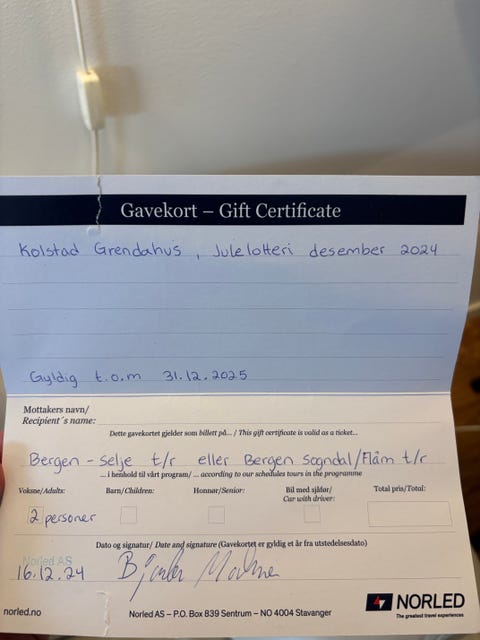 Gavekort – Gift Certificate
Kolstad Grendahus, Julelotteri desember 2024
Gyldig t.o.m 31.12.2025
Mottakers navn/
Recipient´s name:
Dette gavekortet gjelder som billett på... / This gift certificate is valid as a ticket...
Bergen - Selje t/r eller Bergen Sogndal/Flåm t/r
... i henhold til vårt program/ ... according to our schedules tours in the programme
Voksne/Adults: Barn/Children: Honnør/Senior: Bil med sjåfør/ Car with driver: Total pris/Total:
2 personer
Dato og signatur/ Date and signature (Gavekortet er gyldig et år fra utstedelsesdato)
Norled AS
16.12.24
norled.no
Norled AS – P.O. Box 839 Sentrum – NO 4004 Stavanger
NORLED
The greatest travel experiences